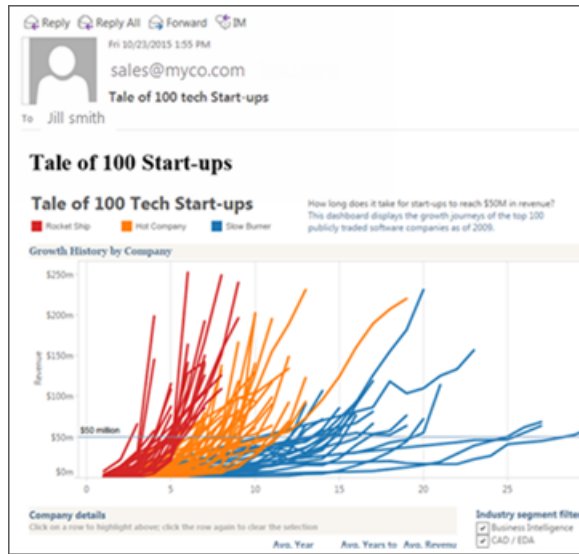 Reply Reply All Forward IM
Fri 10/23/2015 1:55 PM
sales@myco.com
Tale of 100 tech Start-ups
To Jill smith
Tale of 100 Start-ups
Tale of 100 Tech Start-ups
Rocket Ship Hot Company Slow Burner
How long does it take for start-ups to reach $50M in revenue?
This dashboard displays the growth journeys of the top 100
publicly traded software companies as of 2009.
Growth History by Company
$250m
$200m
$150m
$100m
$50m
$0m
Revenue
$50 million
0 5 10 15 20 25
Company details
Click on a row to highlight above; click the row again to clear the selection
Avg. Year Avg. Years to Avg. Revenu
Industry segment filter
Business Intelligence
CAD / EDA